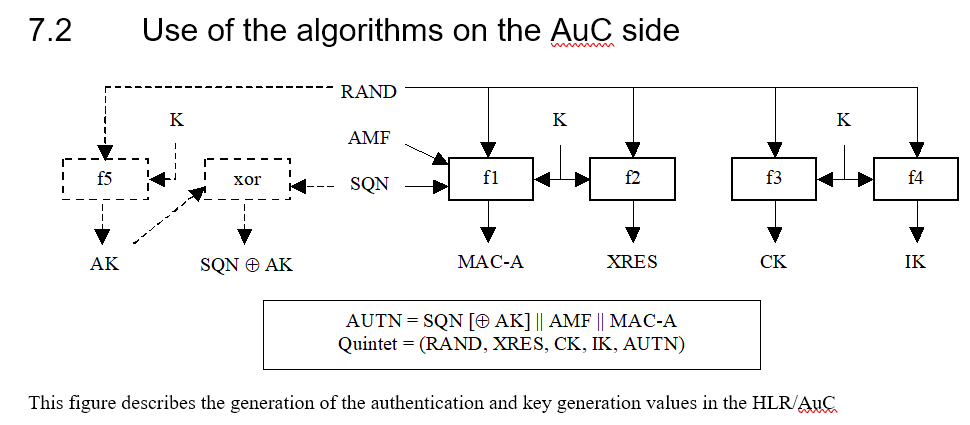 7.2 Use of the algorithms on the AuC side
RAND
K K K
AMF
f5 xor SQN f1 f2 f3 f4
AK SQN ⊕ AK MAC-A XRES CK IK
AUTN = SQN [⊕ AK] || AMF || MAC-A
Quintet = (RAND, XRES, CK, IK, AUTN)
This figure describes the generation of the authentication and key generation values in the HLR/AuC